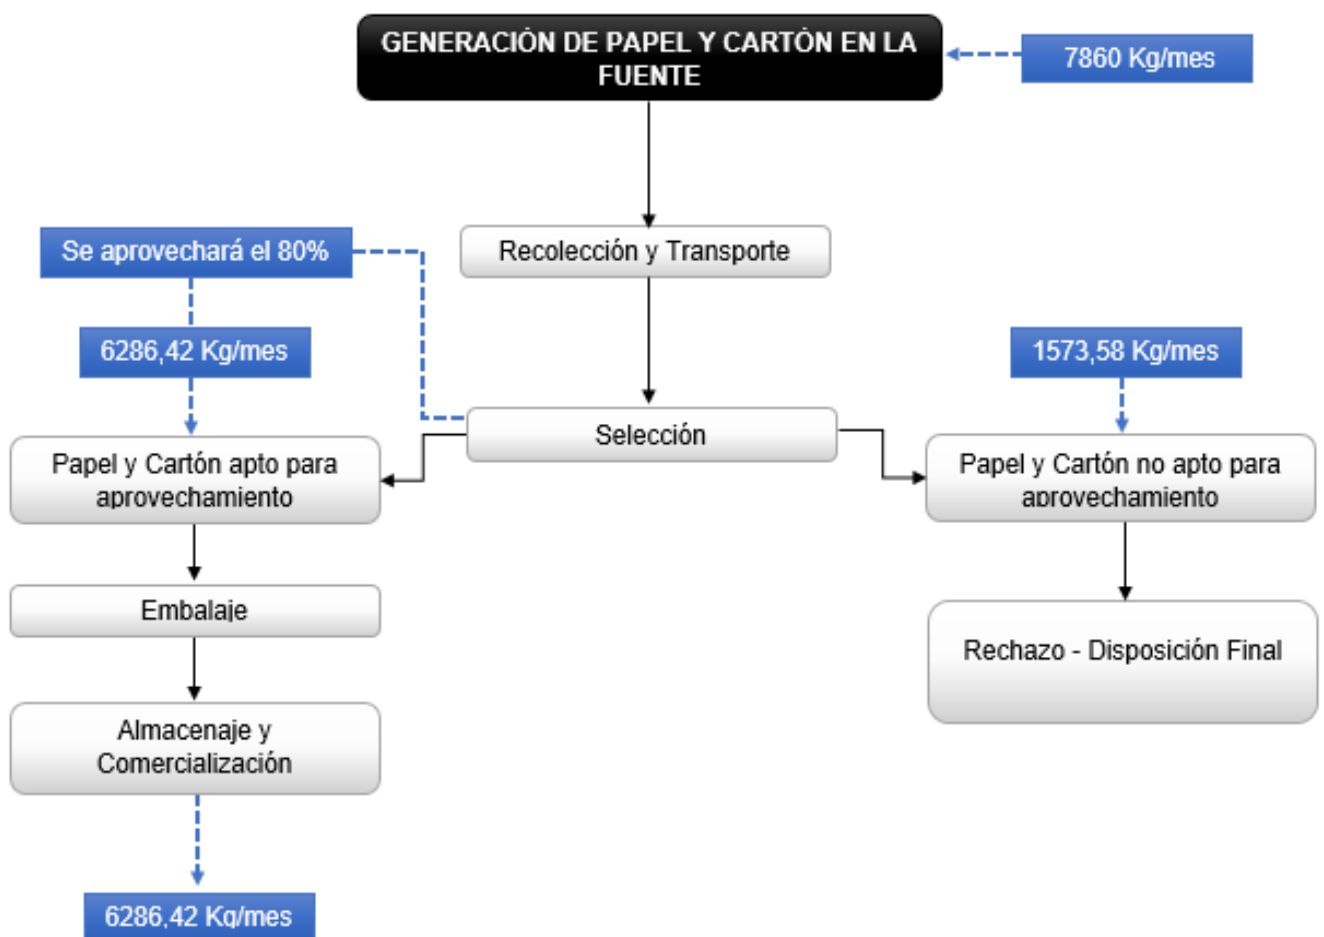 GENERACIÓN DE PAPEL Y CARTÓN EN LA
FUENTE
7860 Kg/mes
Se aprovechará el 80%
Recolección y Transporte
6286,42 Kg/mes
1573,58 Kg/mes
Selección
Papel y Cartón apto para
aprovechamiento
Papel y Cartón no apto para
aprovechamiento
Embalaje
Rechazo - Disposición Final
Almacenaje y
Comercialización
6286,42 Kg/mes